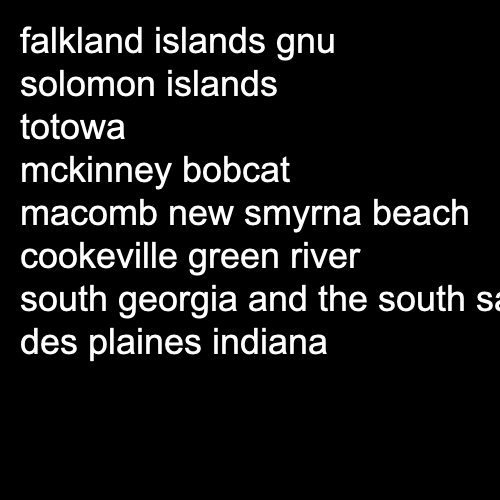 falkland islands gnu
solomon islands
totowa
mckinney bobcat
macomb new smyrna beach
cookeville green river
south georgia and the south
des plaines indiana